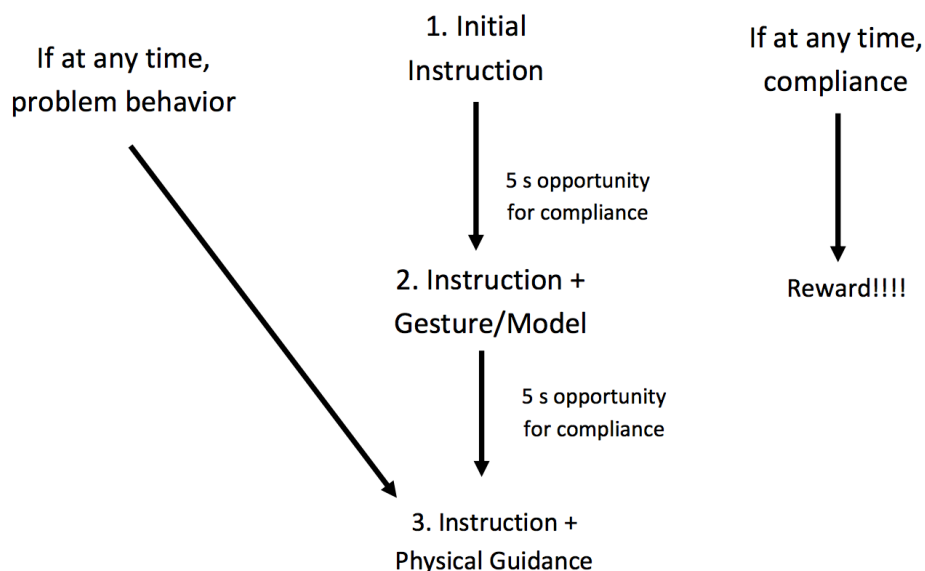 If at any time,
problem behavior
1. Initial
Instruction
5 s opportunity
for compliance
2. Instruction +
Gesture/Model
5 s opportunity
for compliance
3. Instruction +
Physical Guidance
If at any time,
compliance
Reward!!!!